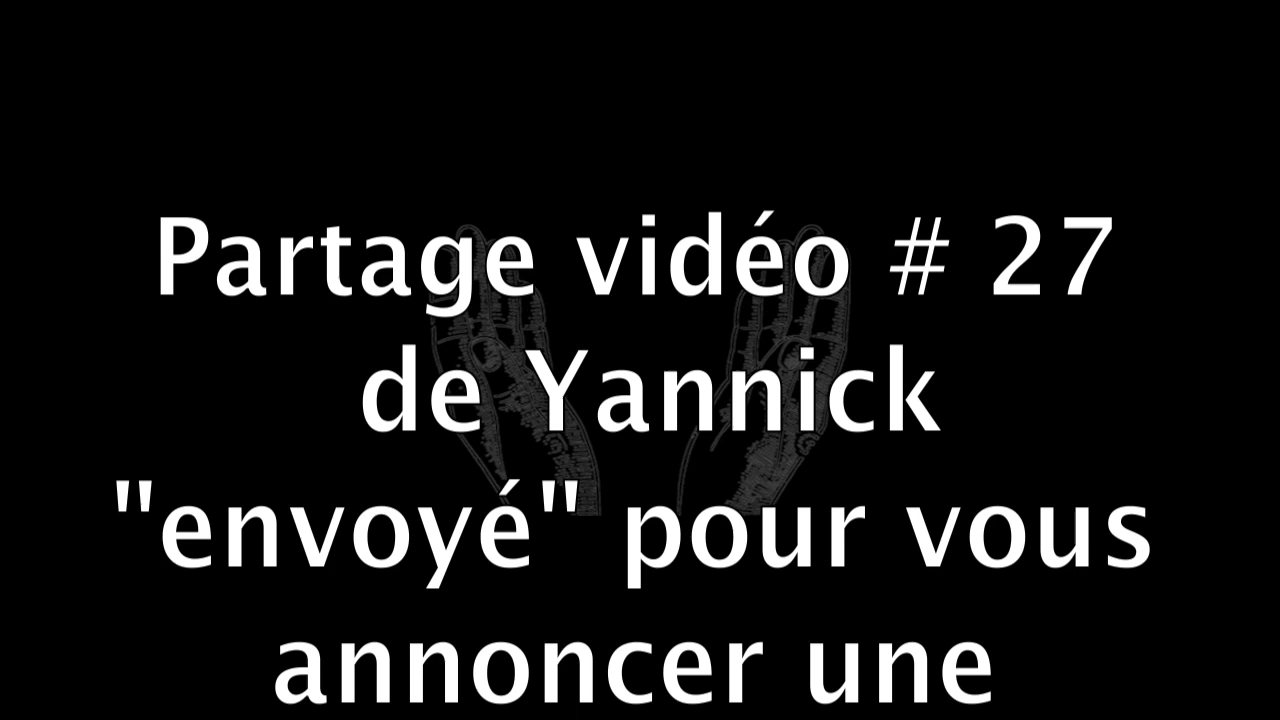 Partage vidéo # 27
de Yannick
"envoyé" pour vous
annoncer une